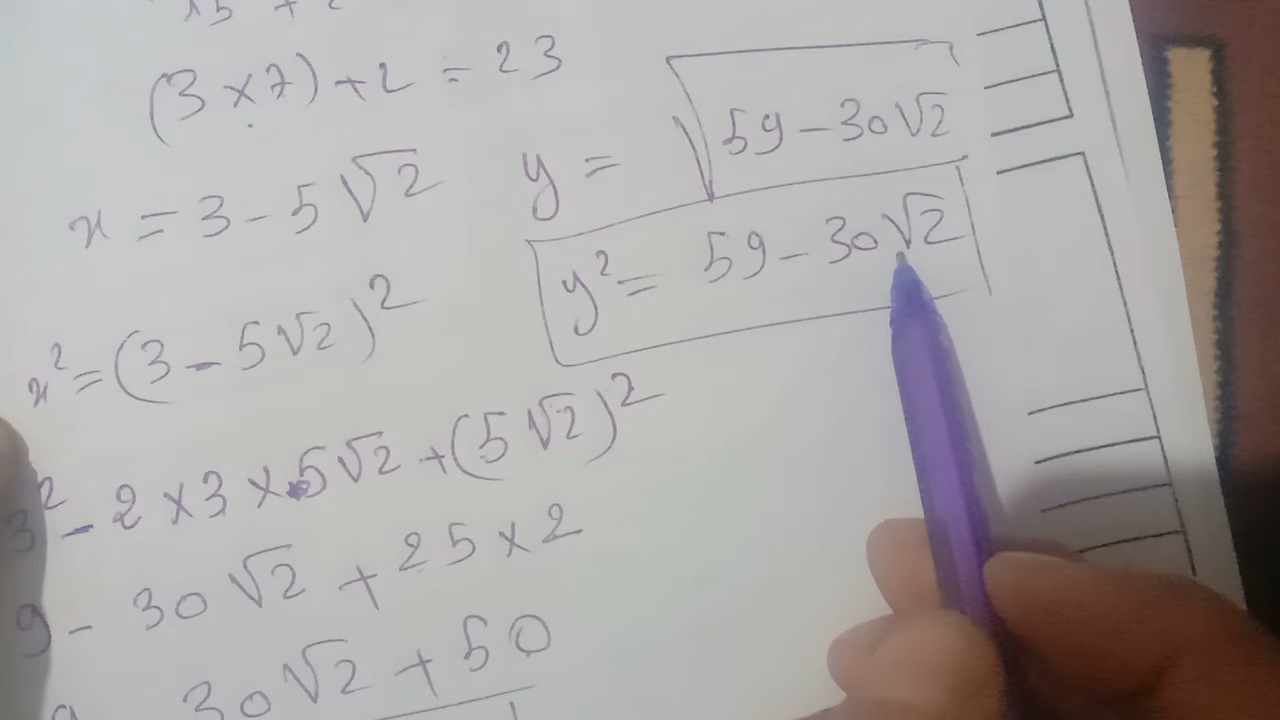 (3 × 7) + 2 = 23
x = 3 - 5√2
y = √59 - 30√2
y² = 59 - 30√2
x² = (3 - 5√2)²
3² - 2 × 3 × 5√2 + (5√2)²
9 - 30√2 + 25 × 2
30√2 + 50